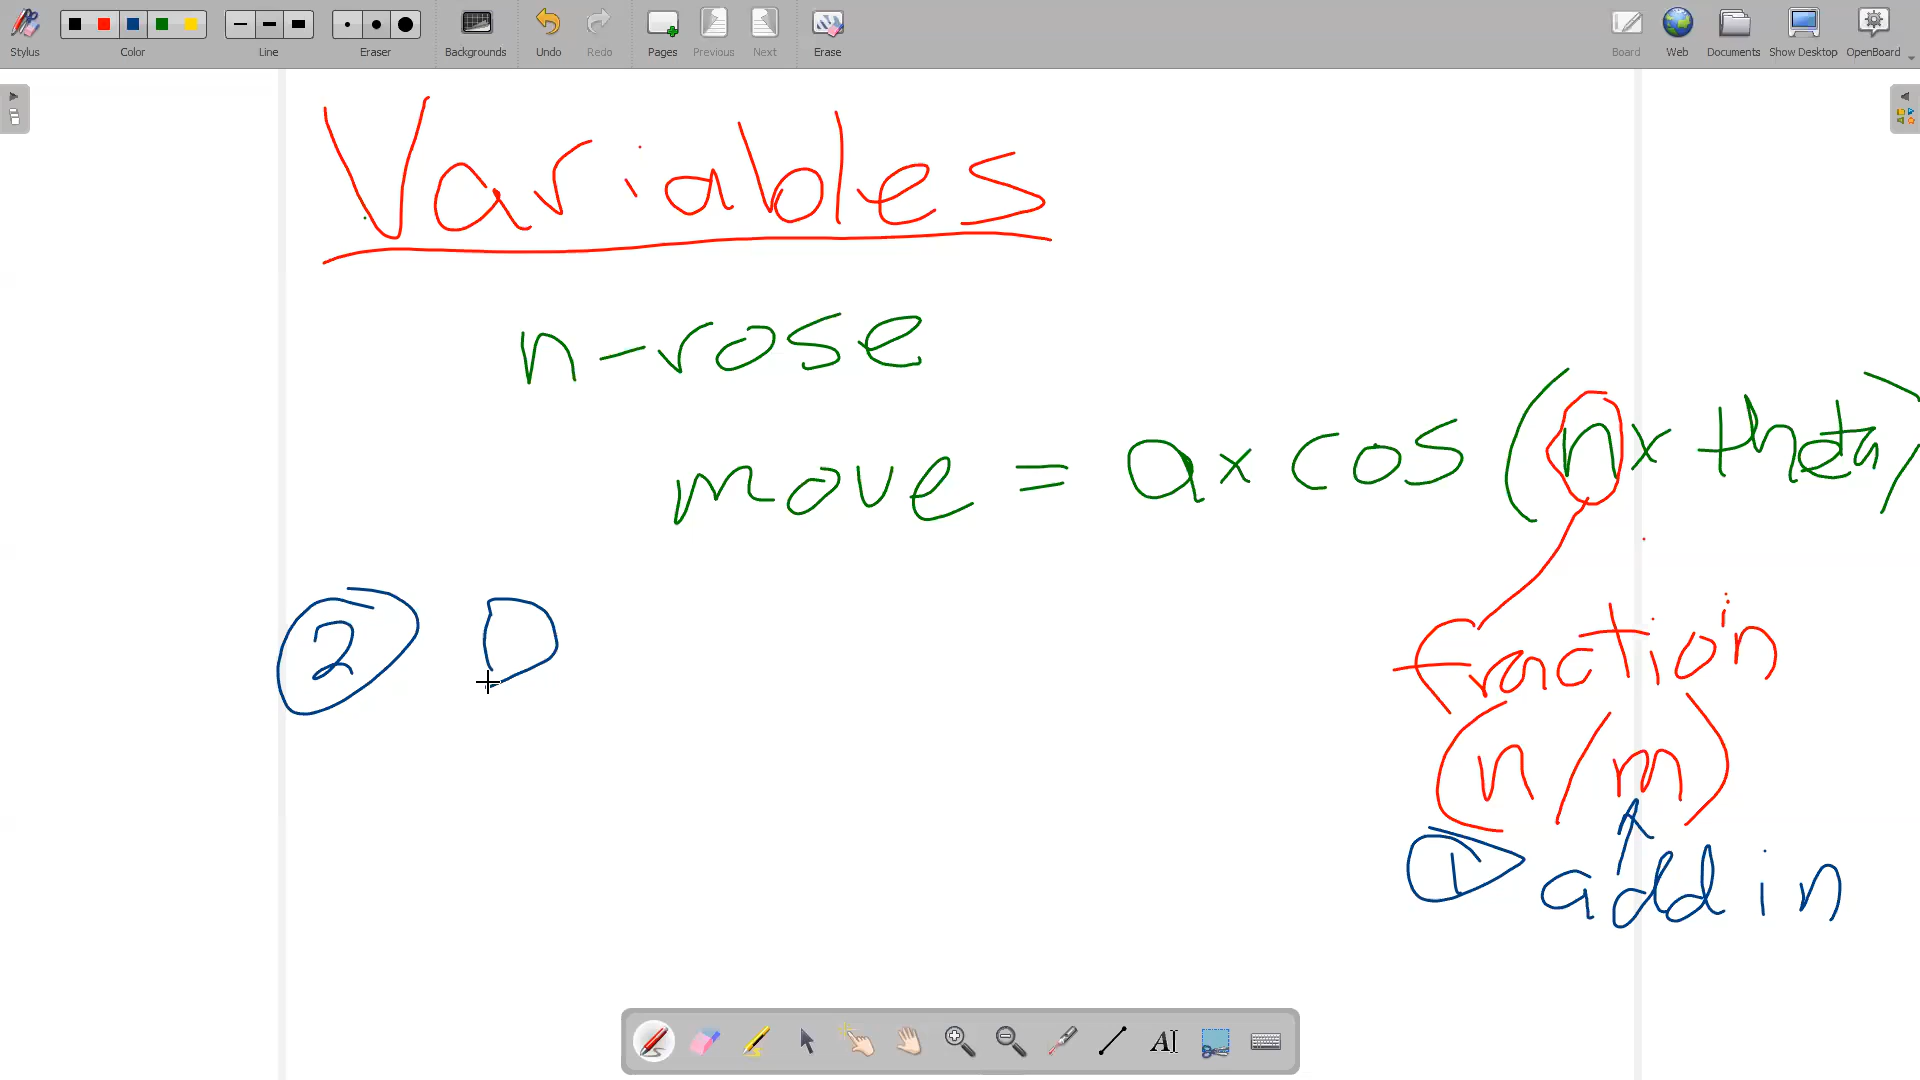 Stylus
Color
Line
Eraser
Backgrounds
Undo
Redo
Pages
Previous
Next
Erase
Board
Web
Documents
Show Desktop
OpenBoard
Variables
n-rose
move = a x cos (n x theta)
fraction
(n/m)
① add in
② D